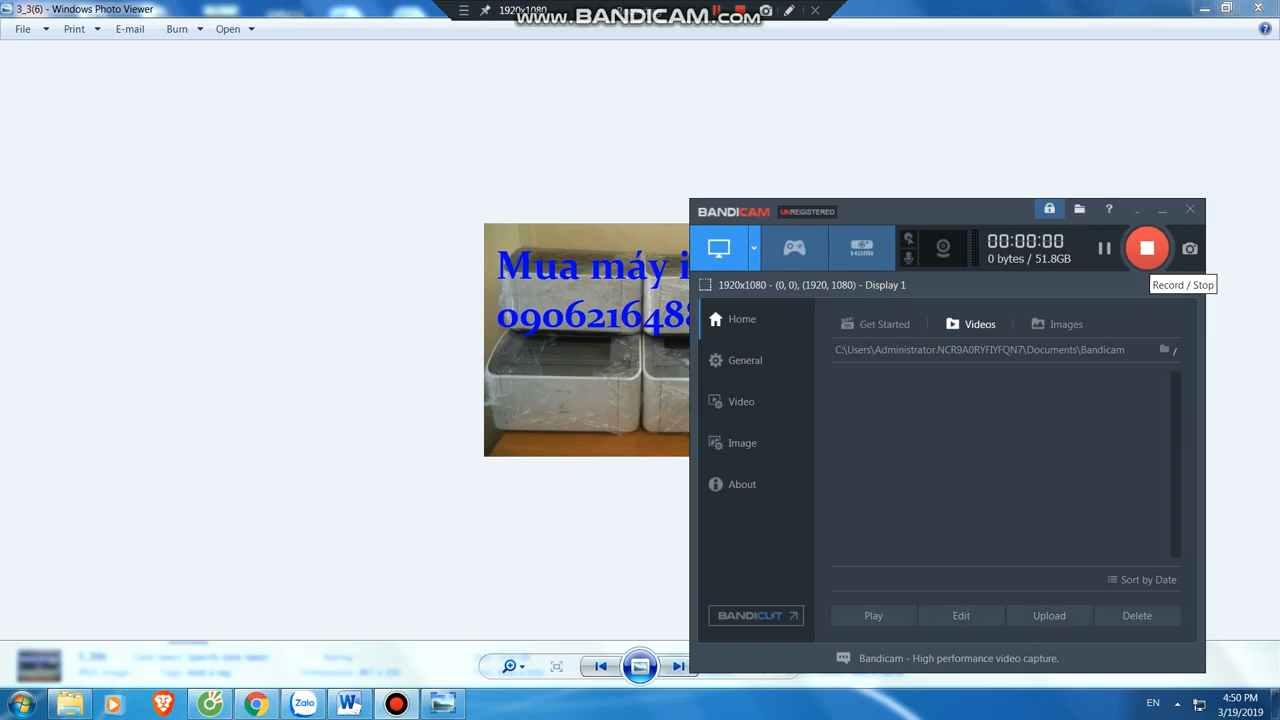 3_3(6) - Windows Photo Viewer
1920x1080
www.BANDICAM.com
File Print E-mail Burn Open
Mua máy i
0906216488
BANDICAM UNREGISTERED
HDMI
00:00:00
0 bytes / 51.8GB
Record / Stop
1920x1080 - (0, 0), (1920, 1080) - Display 1
Home
General
Video
Image
About
Get Started Videos Images
C:\Users\Administrator.NCR9A0RYFIYFQN7\Documents\Bandicam
Sort by Date
BANDICUT
Play Edit Upload Delete
Bandicam - High performance video capture.
Zalo
EN
4:50 PM
3/19/2019